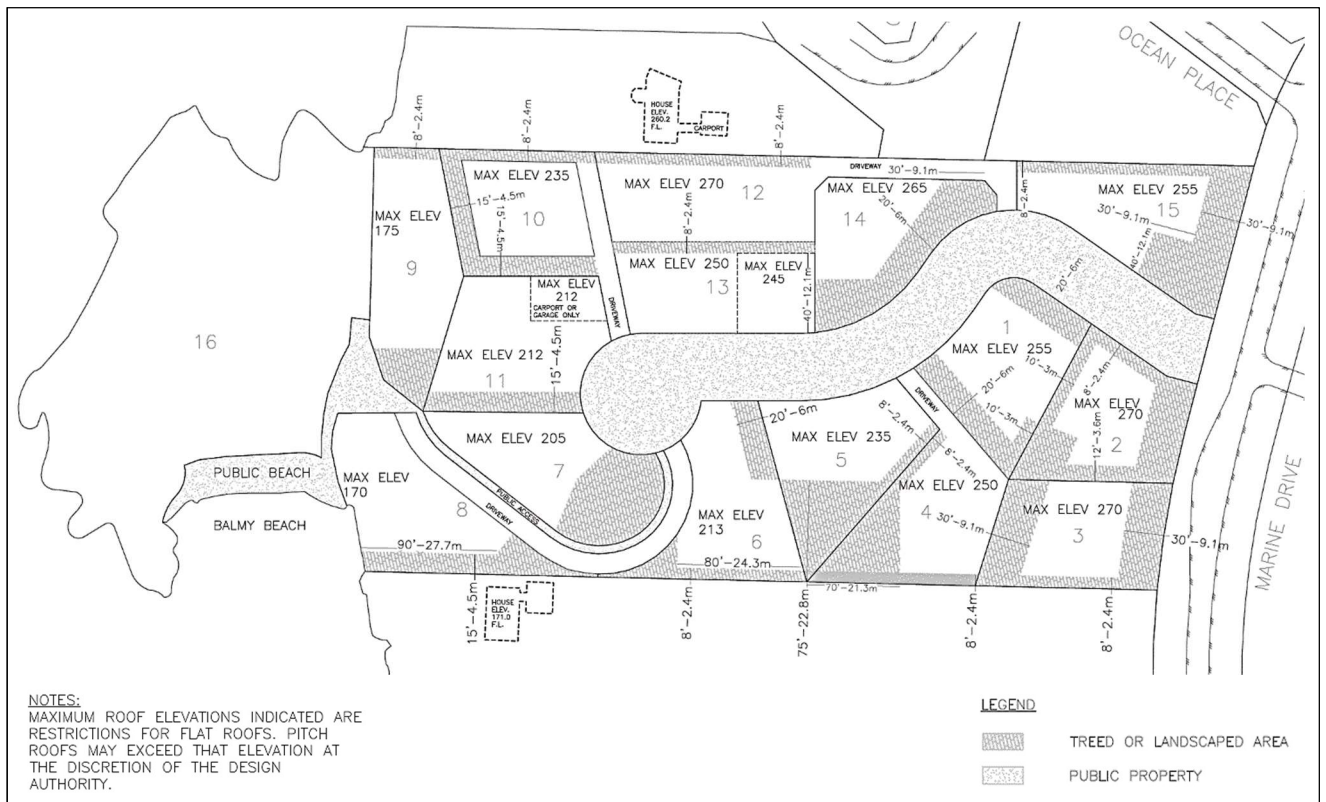 OCEAN PLACE
HOUSE
ELEV.
260.2
F.L.
CARPORT
8'-2.4m
8'-2.4m
8'-2.4m
DRIVEWAY
30'-9.1m
MAX ELEV 235
15'-4.5m
15'-4.5m
10
MAX ELEV 270
12
8'-2.4m
MAX ELEV 265
20'-6m
14
8'-2.4m
MAX ELEV 255
15
30'-9.1m
30'-9.1m
40'-12.1m
20'-6m
MAX ELEV
175
9
MAX ELEV 250
13
MAX ELEV
245
40'-12.1m
MAX ELEV
212
CARPORT OR
GARAGE ONLY
DRIVEWAY
16
MAX ELEV 212
11
15'-4.5m
1
MAX ELEV 255
10'-3m
20'-6m
10'-3m
8'-2.4m
MAX ELEV
270
2
12'-3.6m
DRIVEWAY
MAX ELEV 205
7
20'-6m
8'-2.4m
MAX ELEV 235
5
8'-2.4m
PUBLIC BEACH
BALMY BEACH
MAX ELEV
170
8
PUBLIC ACCESS
DRIVEWAY
90'-27.7m
MAX ELEV
213
6
80'-24.3m
MAX ELEV 250
4
30'-9.1m
MAX ELEV 270
3
30'-9.1m
MARINE DRIVE
15'-4.5m
HOUSE
ELEV.
171.0
F.L.
8'-2.4m
75'-22.8m
70'-21.3m
8'-2.4m
8'-2.4m
NOTES:
MAXIMUM ROOF ELEVATIONS INDICATED ARE
RESTRICTIONS FOR FLAT ROOFS. PITCH
ROOFS MAY EXCEED THAT ELEVATION AT
THE DISCRETION OF THE DESIGN
AUTHORITY.
LEGEND
TREED OR LANDSCAPED AREA
PUBLIC PROPERTY